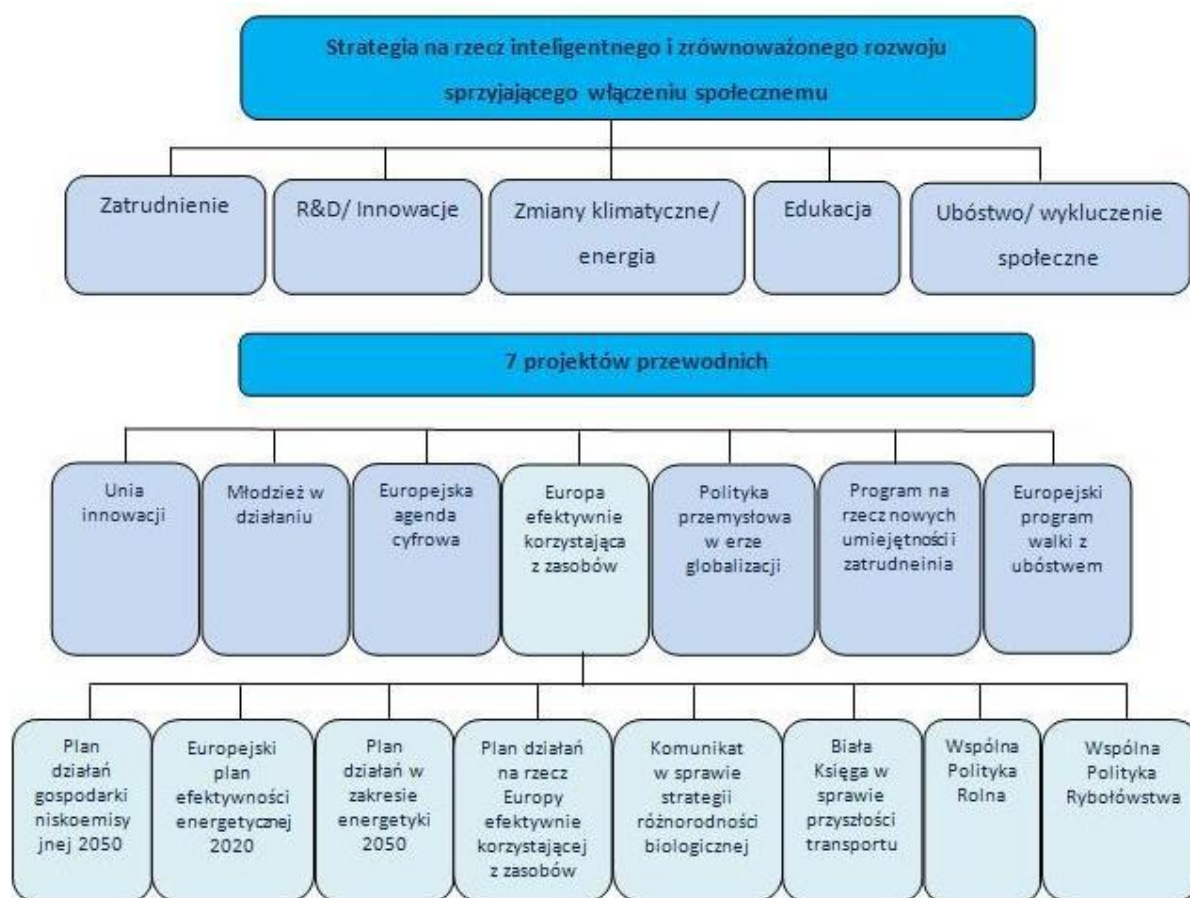 Strategia na rzecz inteligentnego i zrównoważonego rozwoju
sprzyjającego włączeniu społecznemu
Zatrudnienie
R&D/ Innowacje
Zmiany klimatyczne/
energia
Edukacja
Ubóstwo/ wykluczenie
społeczne
7 projektów przewodnich
Unia
innowacji
Młodzież w
działaniu
Europejska
agenda
cyfrowa
Europa
efektywnie
korzystająca
z zasobów
Polityka
przemysłowa
w erze
globalizacji
Program na
rzecz nowych
umiejętności i
zatrudneinia
Europejski
program
walki z
ubóstwem
Plan
działań
gospodarki
niskoemisy
jnej 2050
Europejski
plan
efektywności
energetycznej
2020
Plan
działań w
zakresie
energetyki
2050
Plan działań
na rzecz
Europy
efektywnie
korzystającej
z zasobów
Komunikat
w sprawie
strategii
różnorodności
biologicznej
Biała
Księga w
sprawie
przyszłości
transportu
Wspólna
Polityka
Rolna
Wspólna
Polityka
Rybołówstwa